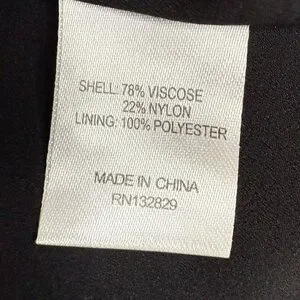 SHELL: 78% VISCOSE
22% NYLON
LINING: 100% POLYESTER
MADE IN CHINA
RN132829